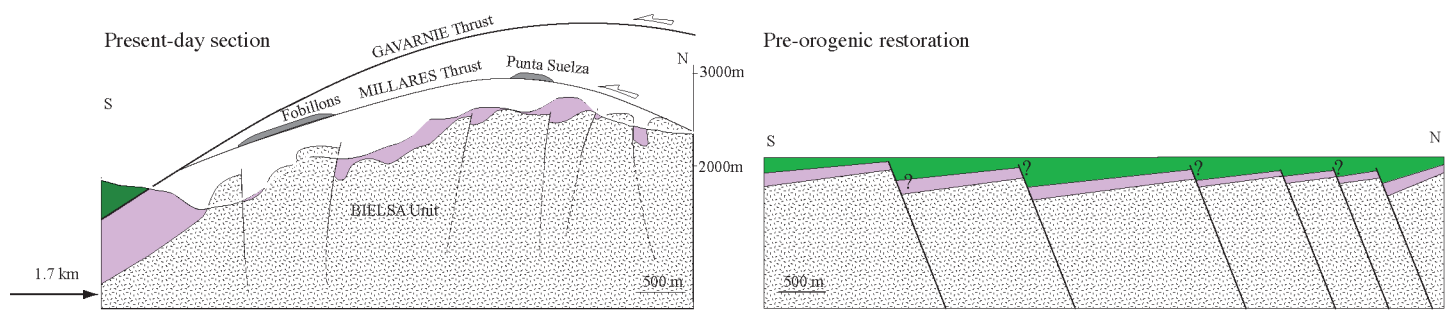 Present-day section
GAVARNIE Thrust
N
3000m
MILLARES Thrust
Punta Suelza
S
Fobillons
2000m
BIELSA Unit
1.7 km
500 m
Pre-orogenic restoration
S
N
?
?
?
?
500 m